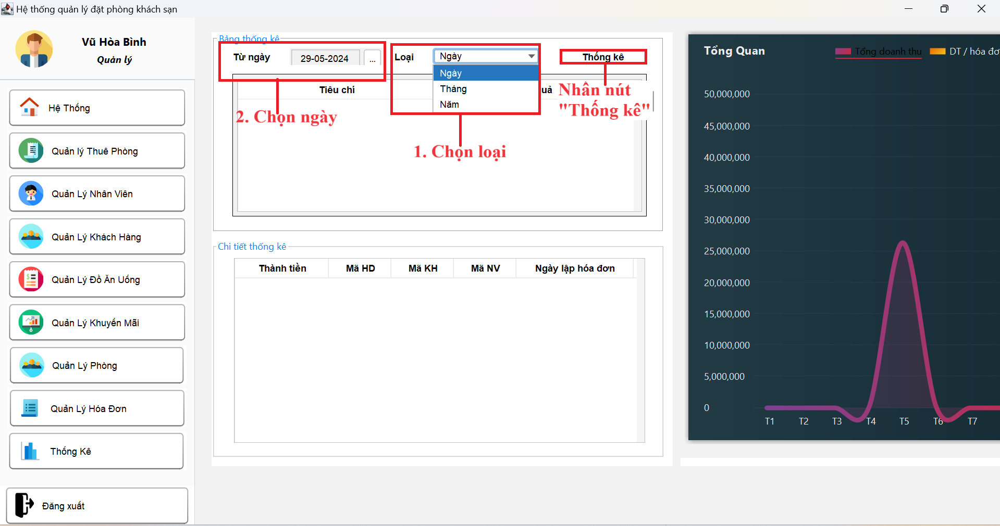 Hệ thống quản lý đặt phòng khách sạn
Vũ Hòa Bình
Quản lý
Hệ Thống
Quản lý Thuê Phòng
Quản Lý Nhân Viên
Quản Lý Khách Hàng
Quản Lý Đồ Ăn Uống
Quản Lý Khuyến Mãi
Quản Lý Phòng
Quản Lý Hóa Đơn
Thống Kê
Đăng xuất
Bảng thống kê
Từ ngày
29-05-2024
...
Loại
Ngày
Ngày
Tháng
Năm
Thống kê
Tiêu chí
uả
Nhấn nút
"Thống kê"
2. Chọn ngày
1. Chọn loại
Chi tiết thống kê
Thành tiền Mã HD Mã KH Mã NV Ngày lập hóa đơn
Tổng Quan
Tổng doanh thu
DT / hóa đơ
50,000,000
45,000,000
40,000,000
35,000,000
30,000,000
25,000,000
20,000,000
15,000,000
10,000,000
5,000,000
0
T1 T2 T3 T4 T5 T6 T7